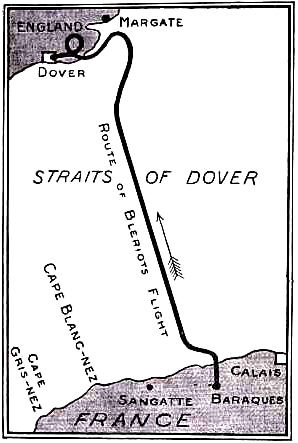 ENGLAND
MARGATE
DOVER
STRAITS OF DOVER
ROUTE OF BLERIOTS FLIGHT
CAPE BLANC-NEZ
CAPE
GRIS-NEZ
CALAIS
SANGATTE
BARAQUES
FRANCE